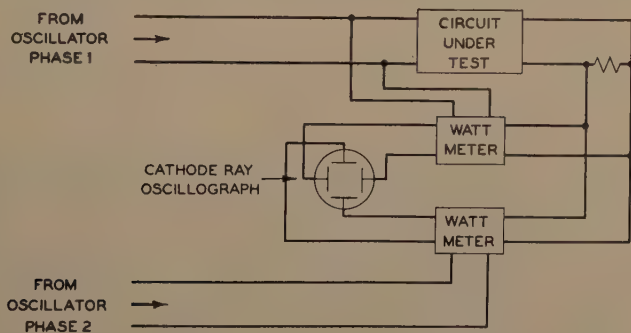 FROM
OSCILLATOR
PHASE 1
CIRCUIT
UNDER
TEST
WATT
METER
CATHODE RAY
OSCILLOGRAPH
WATT
METER
FROM
OSCILLATOR
PHASE 2